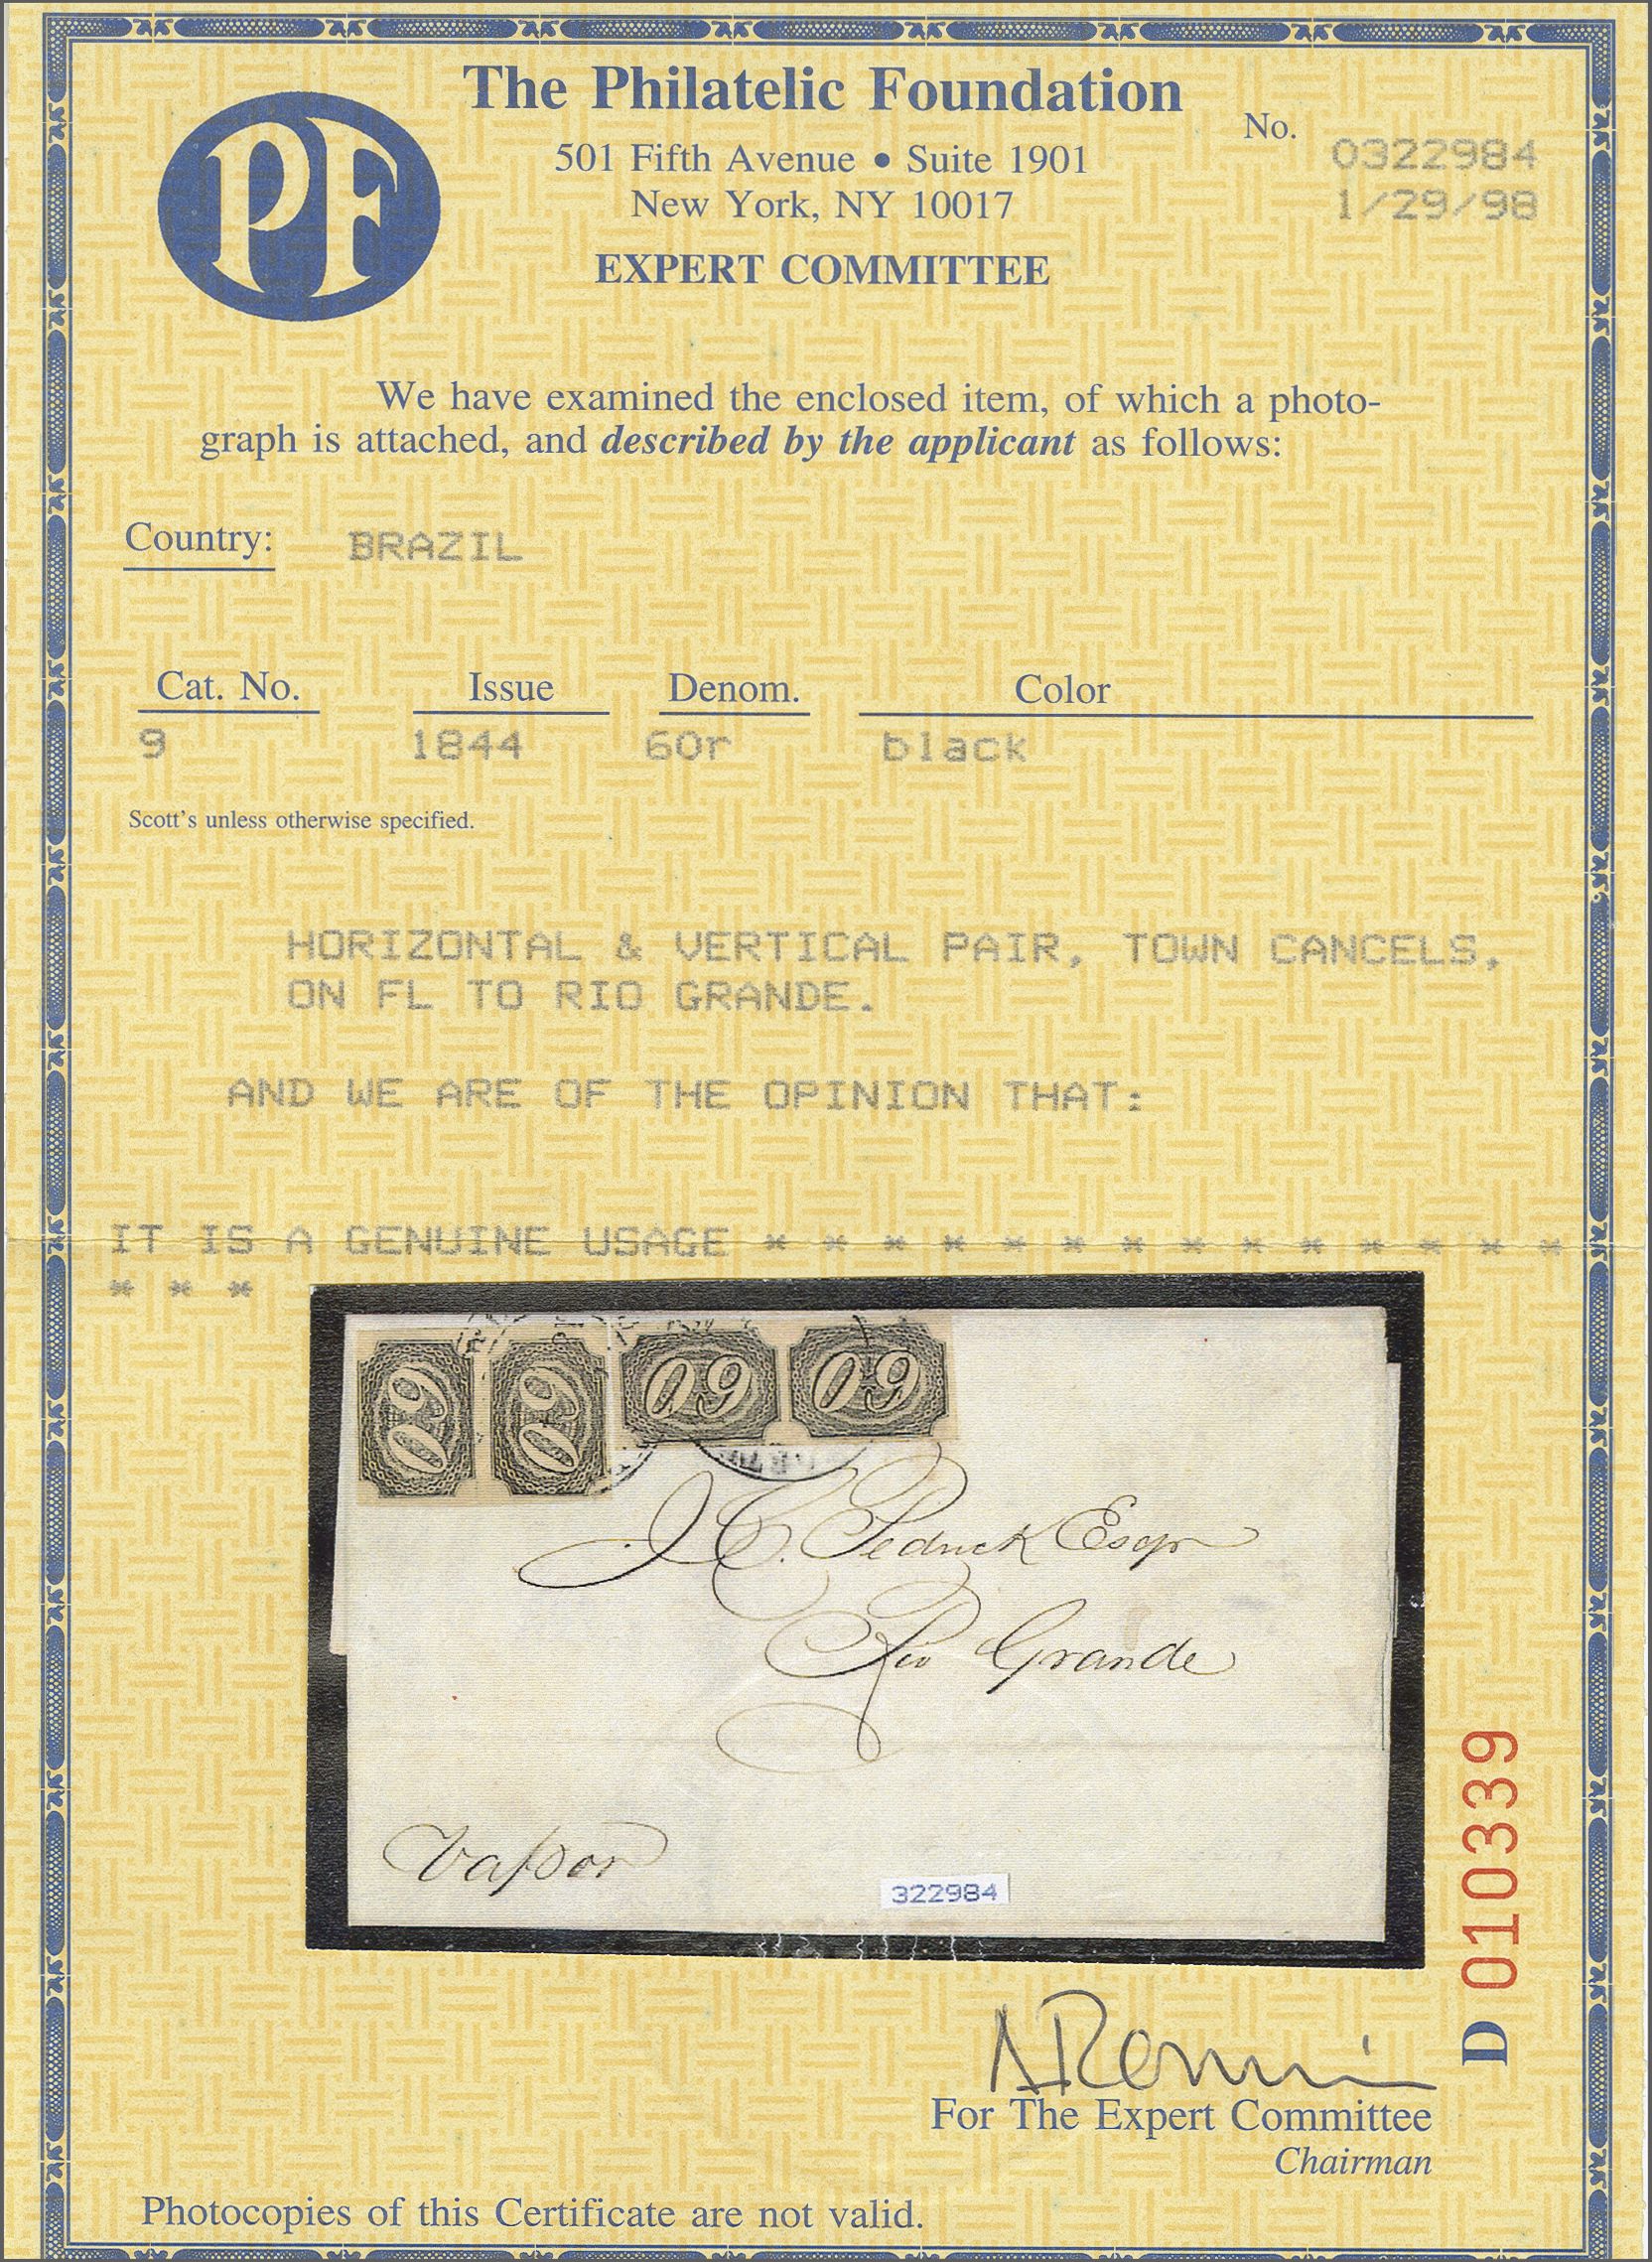 The Philatelic Foundation
501 Fifth Avenue • Suite 1901
New York, NY 10017
EXPERT COMMITTEE
PF
No.
0322984
1/29/98
We have examined the enclosed item, of which a photo-
graph is attached, and described by the applicant as follows:
Country: BRAZIL
Cat. No. Issue Denom. Color
9 1844 60r black
Scott's unless otherwise specified.
HORIZONTAL & VERTICAL PAIR, TOWN CANCELS,
ON FL TO RIO GRANDE.
AND WE ARE OF THE OPINION THAT:
IT IS A GENUINE USAGE * * * * * * * * * * * * * *
* * *
60 60 60 60
J. C. Pedrick Esqr
Rio Grande
Vapor
322984
D 010339
For The Expert Committee
Chairman
Photocopies of this Certificate are not valid.